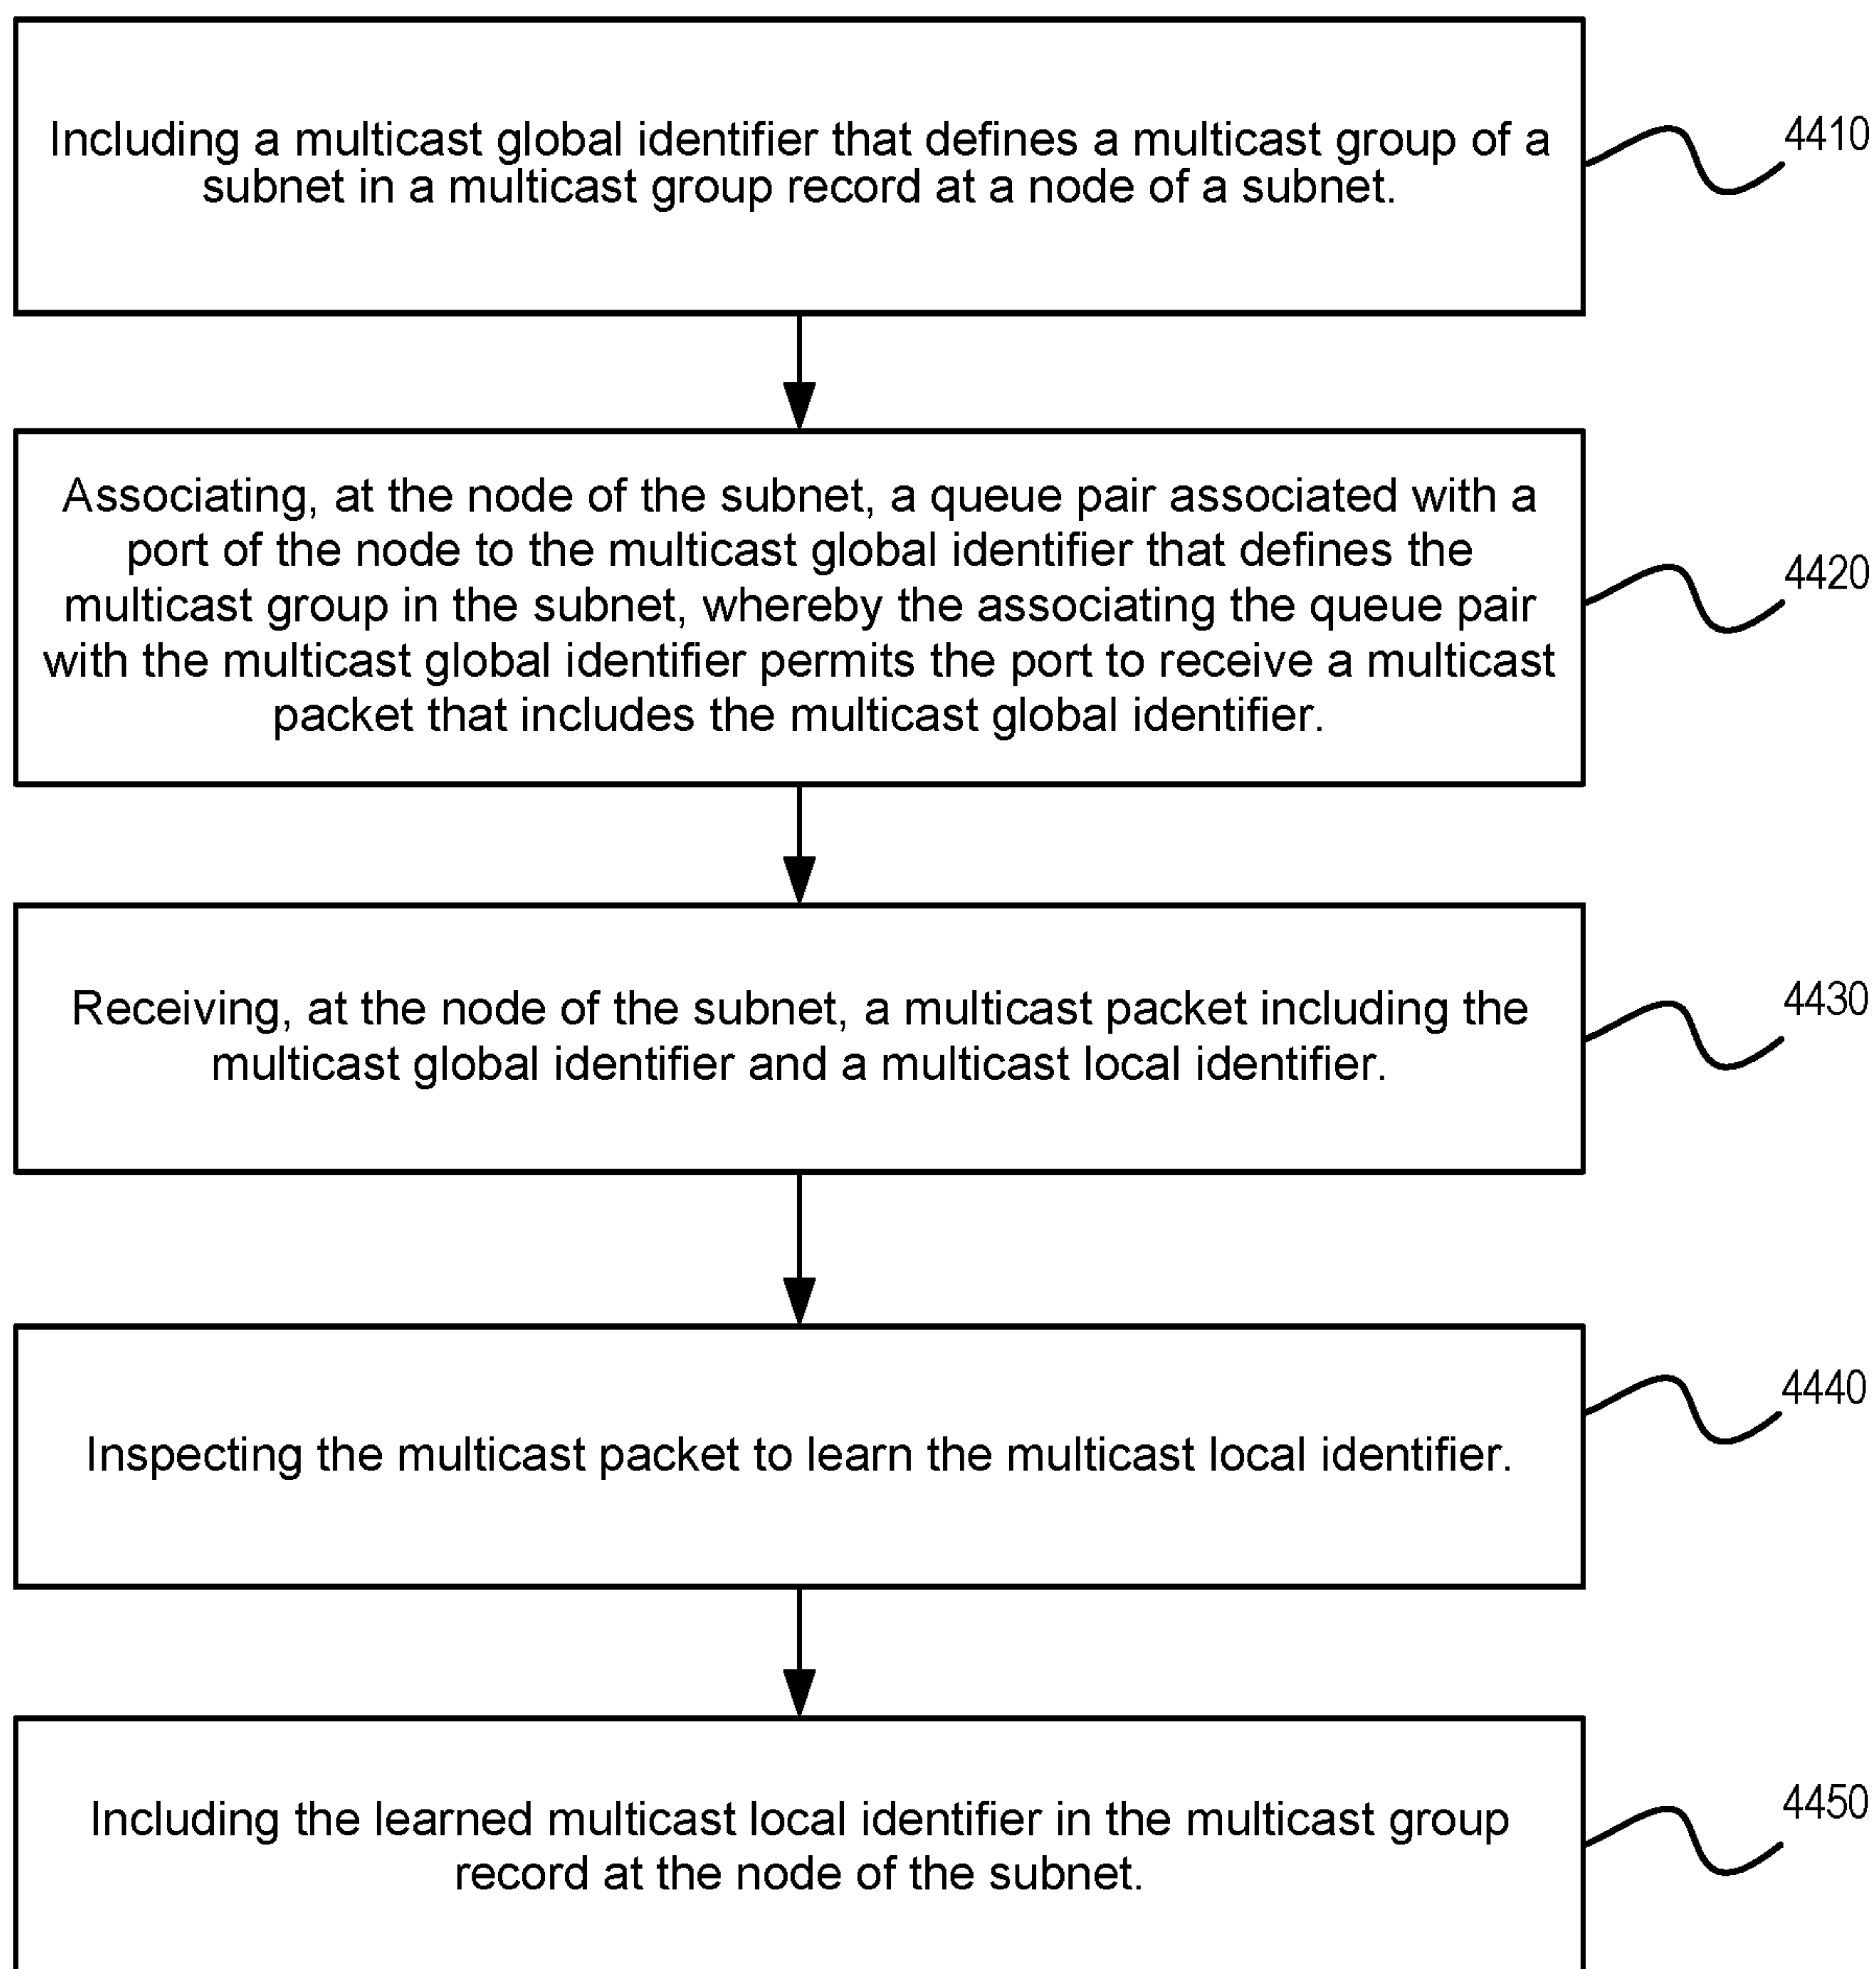 Including a multicast global identifier that defines a multicast group of a
subnet in a multicast group record at a node of a subnet.
4410
Associating, at the node of the subnet, a queue pair associated with a
port of the node to the multicast global identifier that defines the
multicast group in the subnet, whereby the associating the queue pair
with the multicast global identifier permits the port to receive a multicast
packet that includes the multicast global identifier.
4420
Receiving, at the node of the subnet, a multicast packet including the
multicast global identifier and a multicast local identifier.
4430
Inspecting the multicast packet to learn the multicast local identifier.
4440
Including the learned multicast local identifier in the multicast group
record at the node of the subnet.
4450